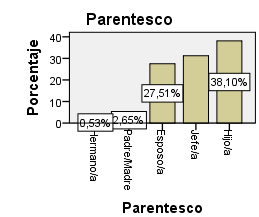 Parentesco
Porcentaje
40
30
20
10
0
0,53%
2,65%
27,51%
38,10%
Hermano/a
Padre/Madre
Esposo/a
Jefe/a
Hijo/a
Parentesco